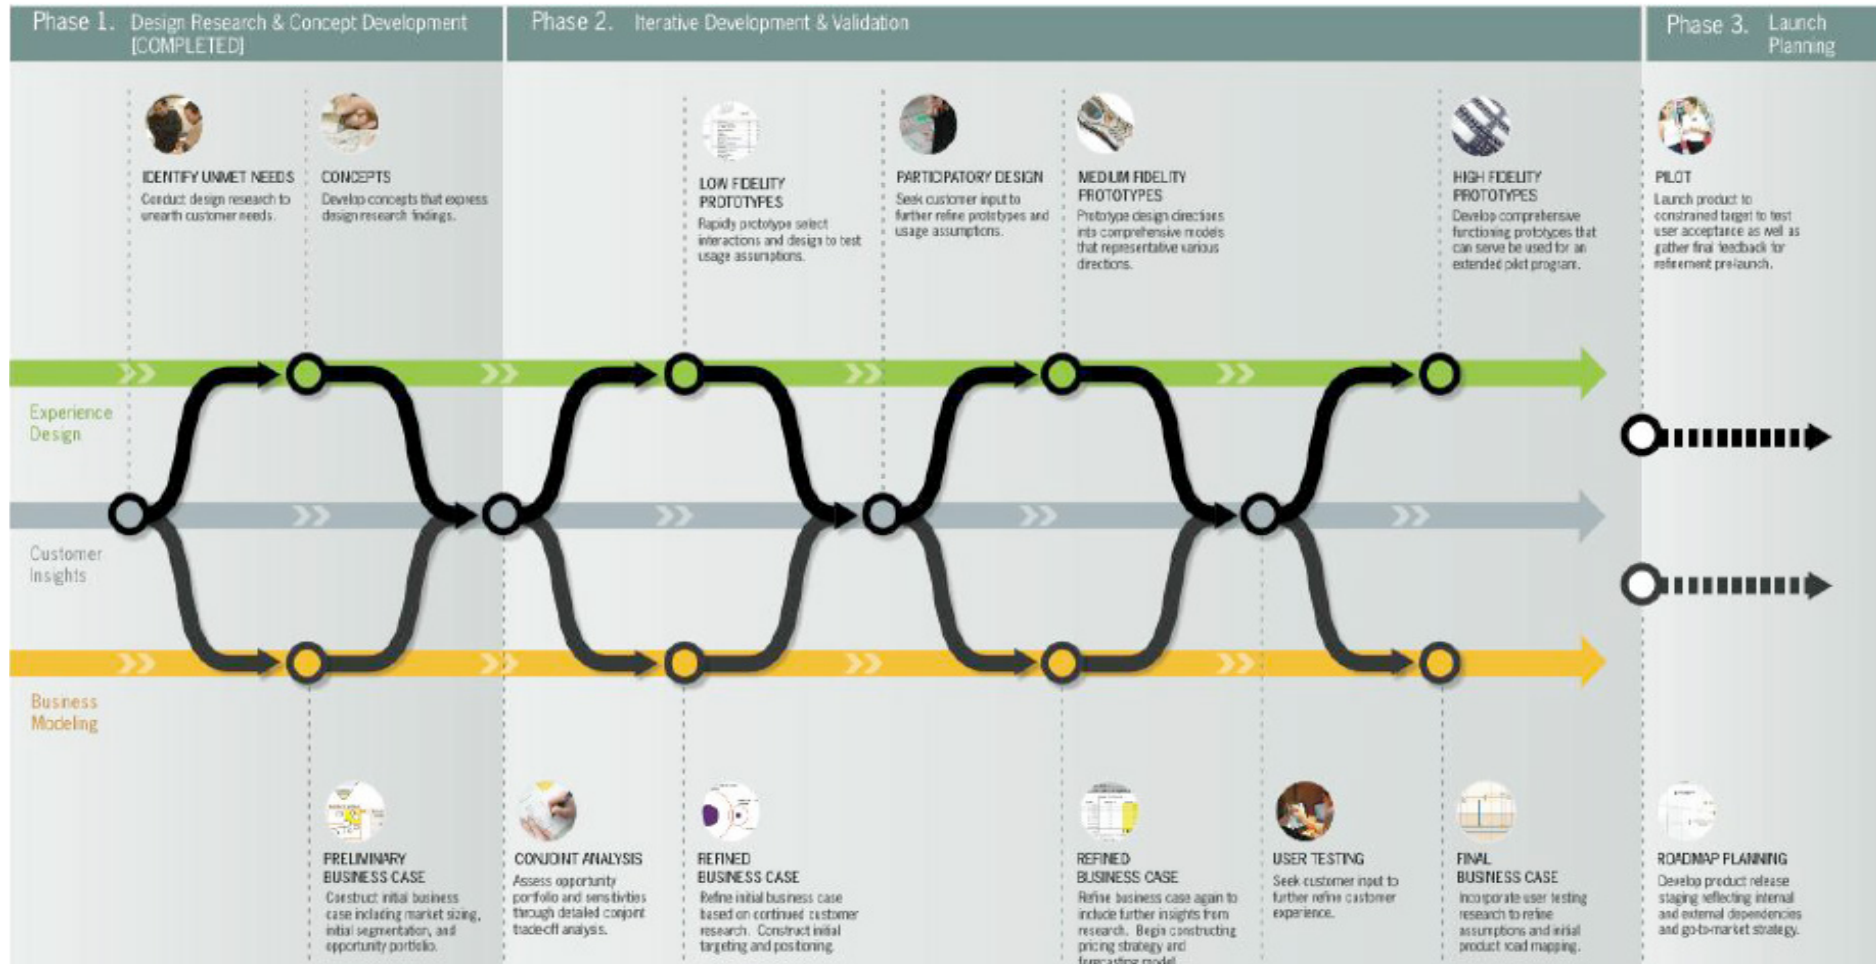 Phase 1. Design Research & Concept Development
[COMPLETED]
Phase 2. Iterative Development & Validation
Phase 3. Launch
Planning
IDENTIFY UNMET NEEDS
Conduct design research to
unearth customer needs.
CONCEPTS
Develop concepts that express
design research findings.
LOW FIDELITY
PROTOTYPES
Rapidly prototype select
interactions and design to test
usage assumptions.
PARTICIPATORY DESIGN
Seek customer input to
further refine prototypes and
usage assumptions.
MEDIUM FIDELITY
PROTOTYPES
Prototype design directions
into comprehensive models
that representative various
directions.
HIGH FIDELITY
PROTOTYPES
Develop comprehensive
functioning prototypes that
can serve be used for an
extended pilot program.
PILOT
Launch product to
constrained target to test
user acceptance as well as
gather final feedback for
refinement pre-launch.
Experience
Design
Customer
Insights
Business
Modeling
PRELIMINARY
BUSINESS CASE
Construct initial business
case including market sizing,
initial segmentation, and
opportunity portfolio.
CONJOINT ANALYSIS
Assess opportunity
portfolio and sensitivities
through detailed conjoint
trade-off analysis.
REFINED
BUSINESS CASE
Refine initial business case
based on continued customer
research. Construct initial
targeting and positioning.
REFINED
BUSINESS CASE
Refine business case again to
include further insights from
research. Begin constructing
pricing strategy and
forecasting model
USER TESTING
Seek customer input to
further refine customer
experience.
FINAL
BUSINESS CASE
Incorporate user testing
research to refine
assumptions and initial
product road mapping.
ROADMAP PLANNING
Develop product release
staging reflecting internal
and external dependencies
and go-to-market strategy.